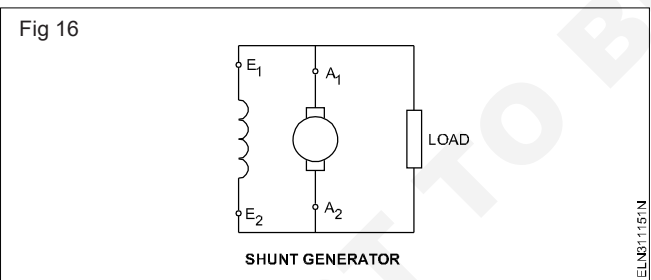 Fig 16
E1
A1
LOAD
E2
A2
SHUNT GENERATOR
ELN311151N